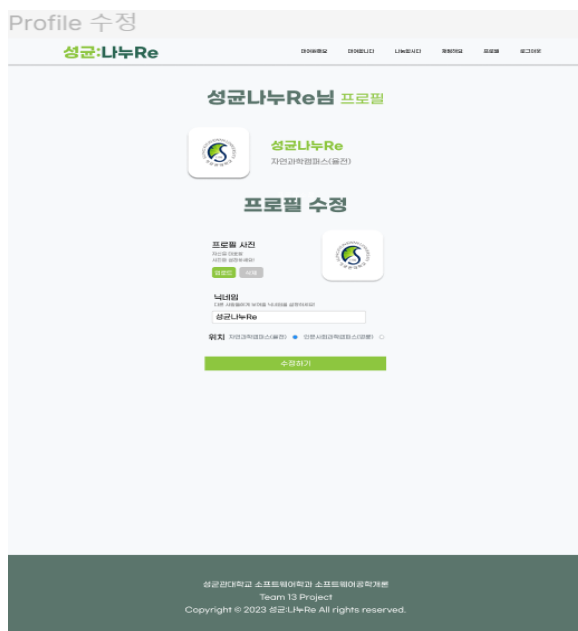 Profile 수정
성균:나누Re
프로필 로그아웃
성균나누Re님 프로필
성균나누Re
자연과학캠퍼스(율전)
프로필 수정
프로필 사진
업로드 삭제
닉네임
성균나누Re
위치 자연과학캠퍼스(율전) 인문사회과학캠퍼스(명륜)
수정하기
성균관대학교 소프트웨어학과 소프트웨어공학개론
Team 13 Project
Copyright © 2023 성균:나누Re All rights reserved.